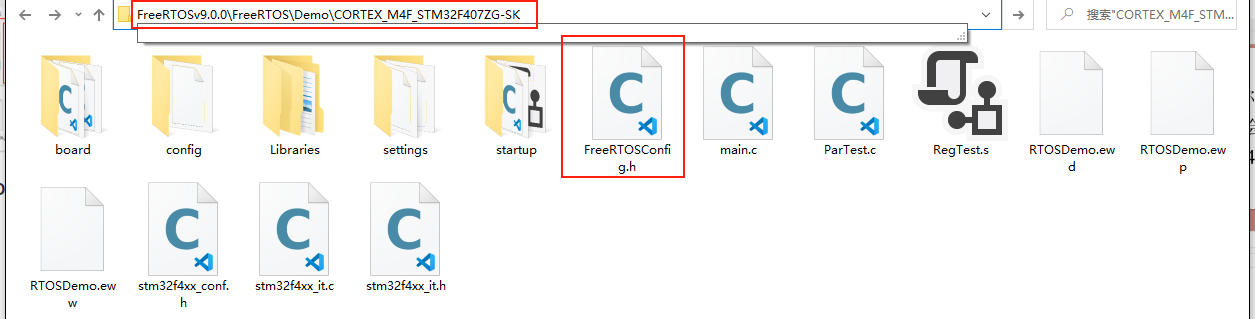 FreeRTOSv9.0.0\FreeRTOS\Demo\CORTEX_M4F_STM32F407ZG-SK
搜索"CORTEX_M4F_STM...
board
config
Libraries
settings
startup
FreeRTOSConfi
g.h
main.c
ParTest.c
RegTest.s
RTOSDemo.ew
d
RTOSDemo.ew
p
RTOSDemo.ew
w
stm32f4xx_conf.
h
stm32f4xx_it.c
stm32f4xx_it.h